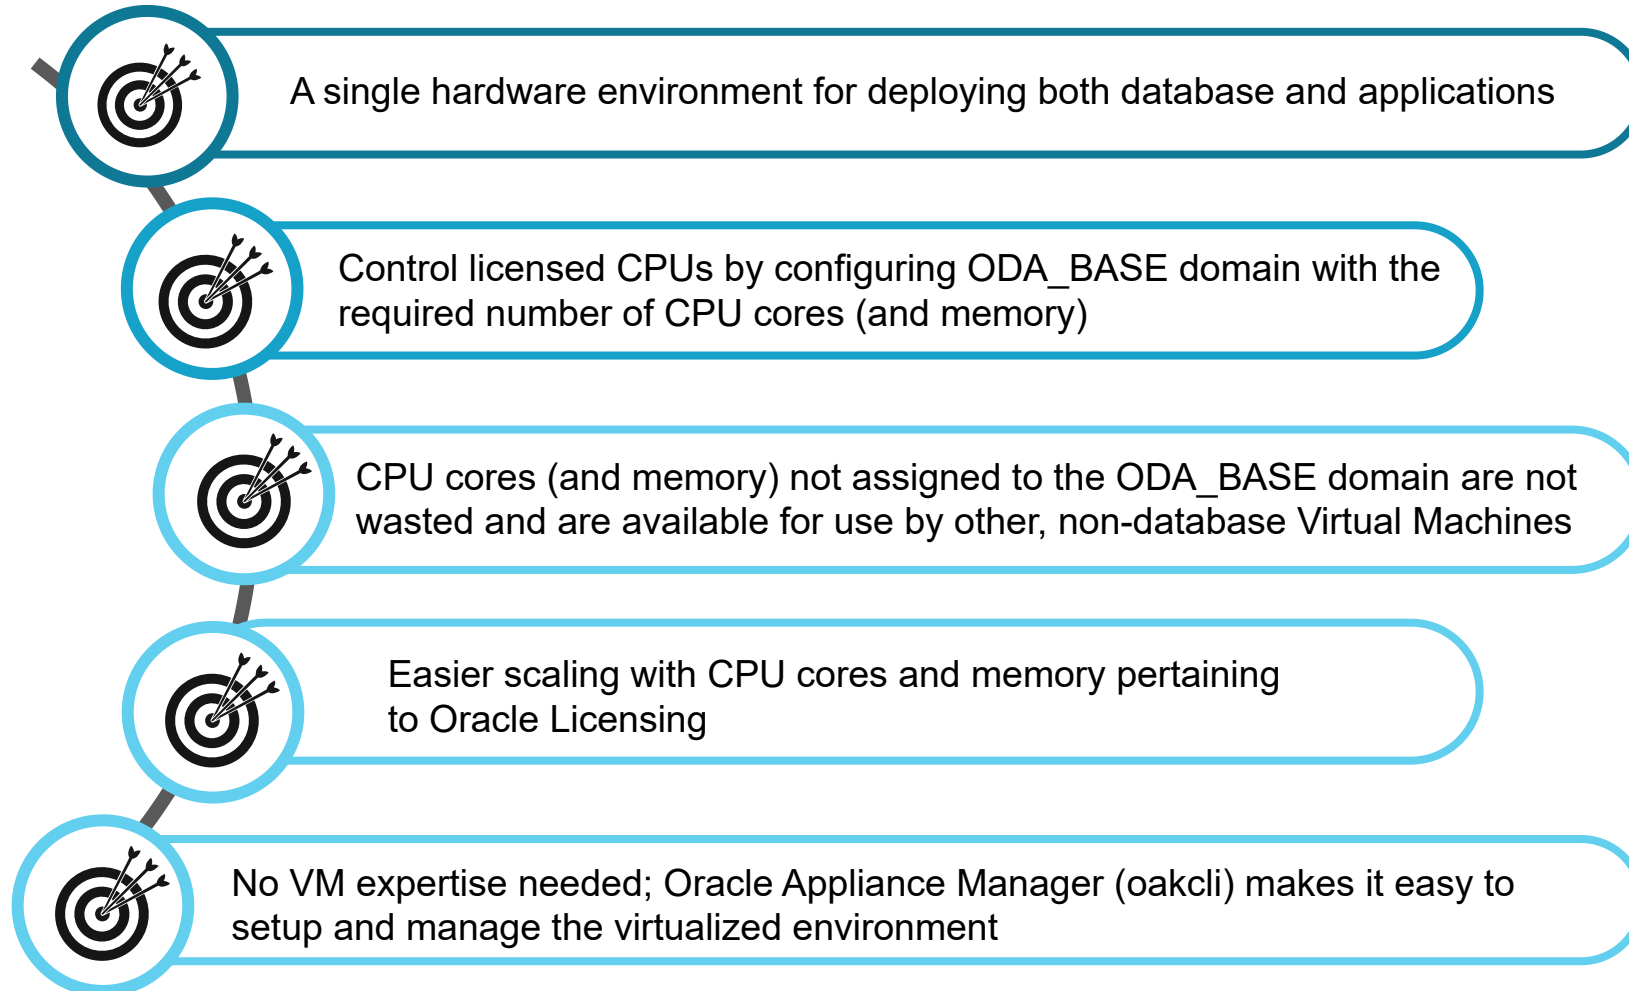 A single hardware environment for deploying both database and applications
Control licensed CPUs by configuring ODA_BASE domain with the
required number of CPU cores (and memory)
CPU cores (and memory) not assigned to the ODA_BASE domain are not
wasted and are available for use by other, non-database Virtual Machines
Easier scaling with CPU cores and memory pertaining
to Oracle Licensing
No VM expertise needed; Oracle Appliance Manager (oakcli) makes it easy to
setup and manage the virtualized environment